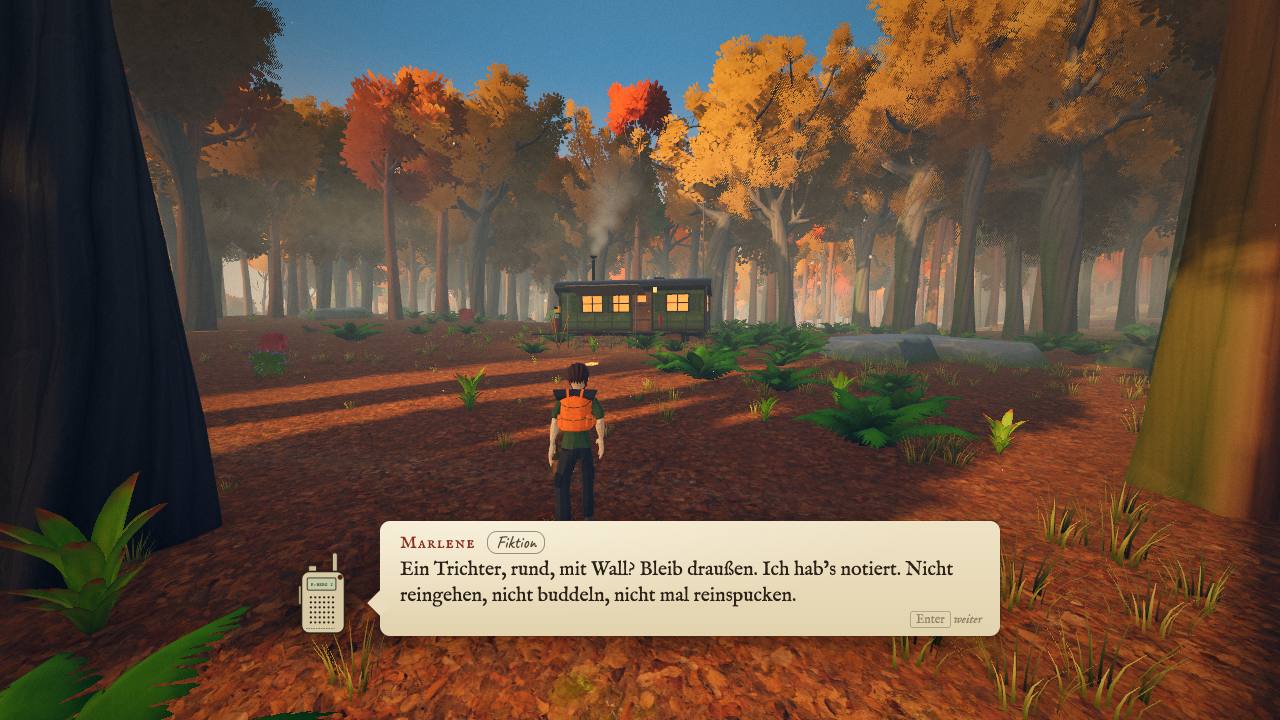 Marlene Fiktion
Ein Trichter, rund, mit Wall? Bleib draußen. Ich hab’s notiert. Nicht
reingehen, nicht buddeln, nicht mal reinspucken.
Enter weiter